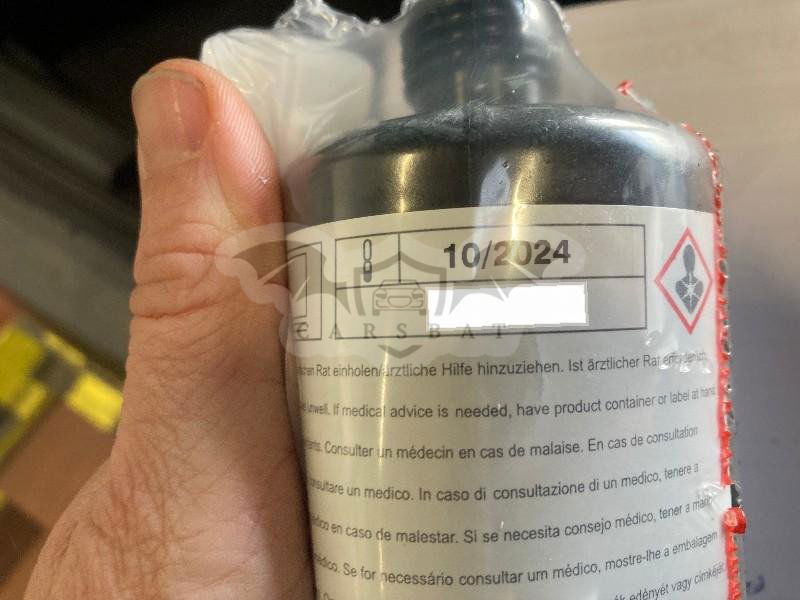 10/2024
CARSBAT
Rat einholen/ärztliche Hilfe hinzuziehen. Ist ärztlicher Rat erforderlich,
unwell. If medical advice is needed, have product container or label at hand.
Consulter un médecin en cas de malaise. En cas de consultation
un medico. In caso di consultazione di un medico, tenere a
en caso de malestar. Si se necesita consejo médico, tener a mano
Se for necessário consultar um médico, mostre-lhe a embalagem
edényét vagy címkéjét